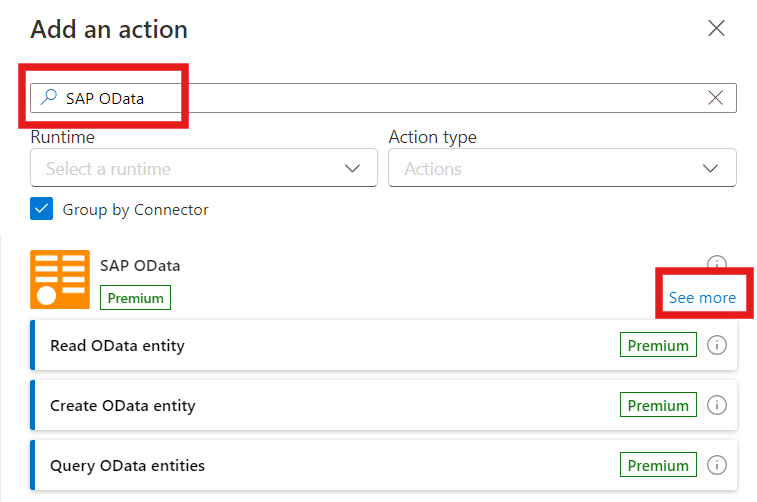 Add an action
SAP OData
Runtime Action type
Select a runtime Actions
Group by Connector
SAP OData
Premium
See more
Read OData entity Premium
Create OData entity Premium
Query OData entities Premium